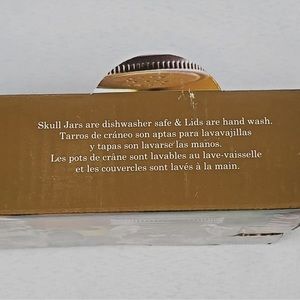 Skull Jars are dishwasher safe & Lids are hand wash.
Tarros de cráneo son aptas para lavavajillas
y tapas son lavarse las manos.
Les pots de crâne sont lavables au lave-vaisselle
et les couvercles sont lavés à la main.